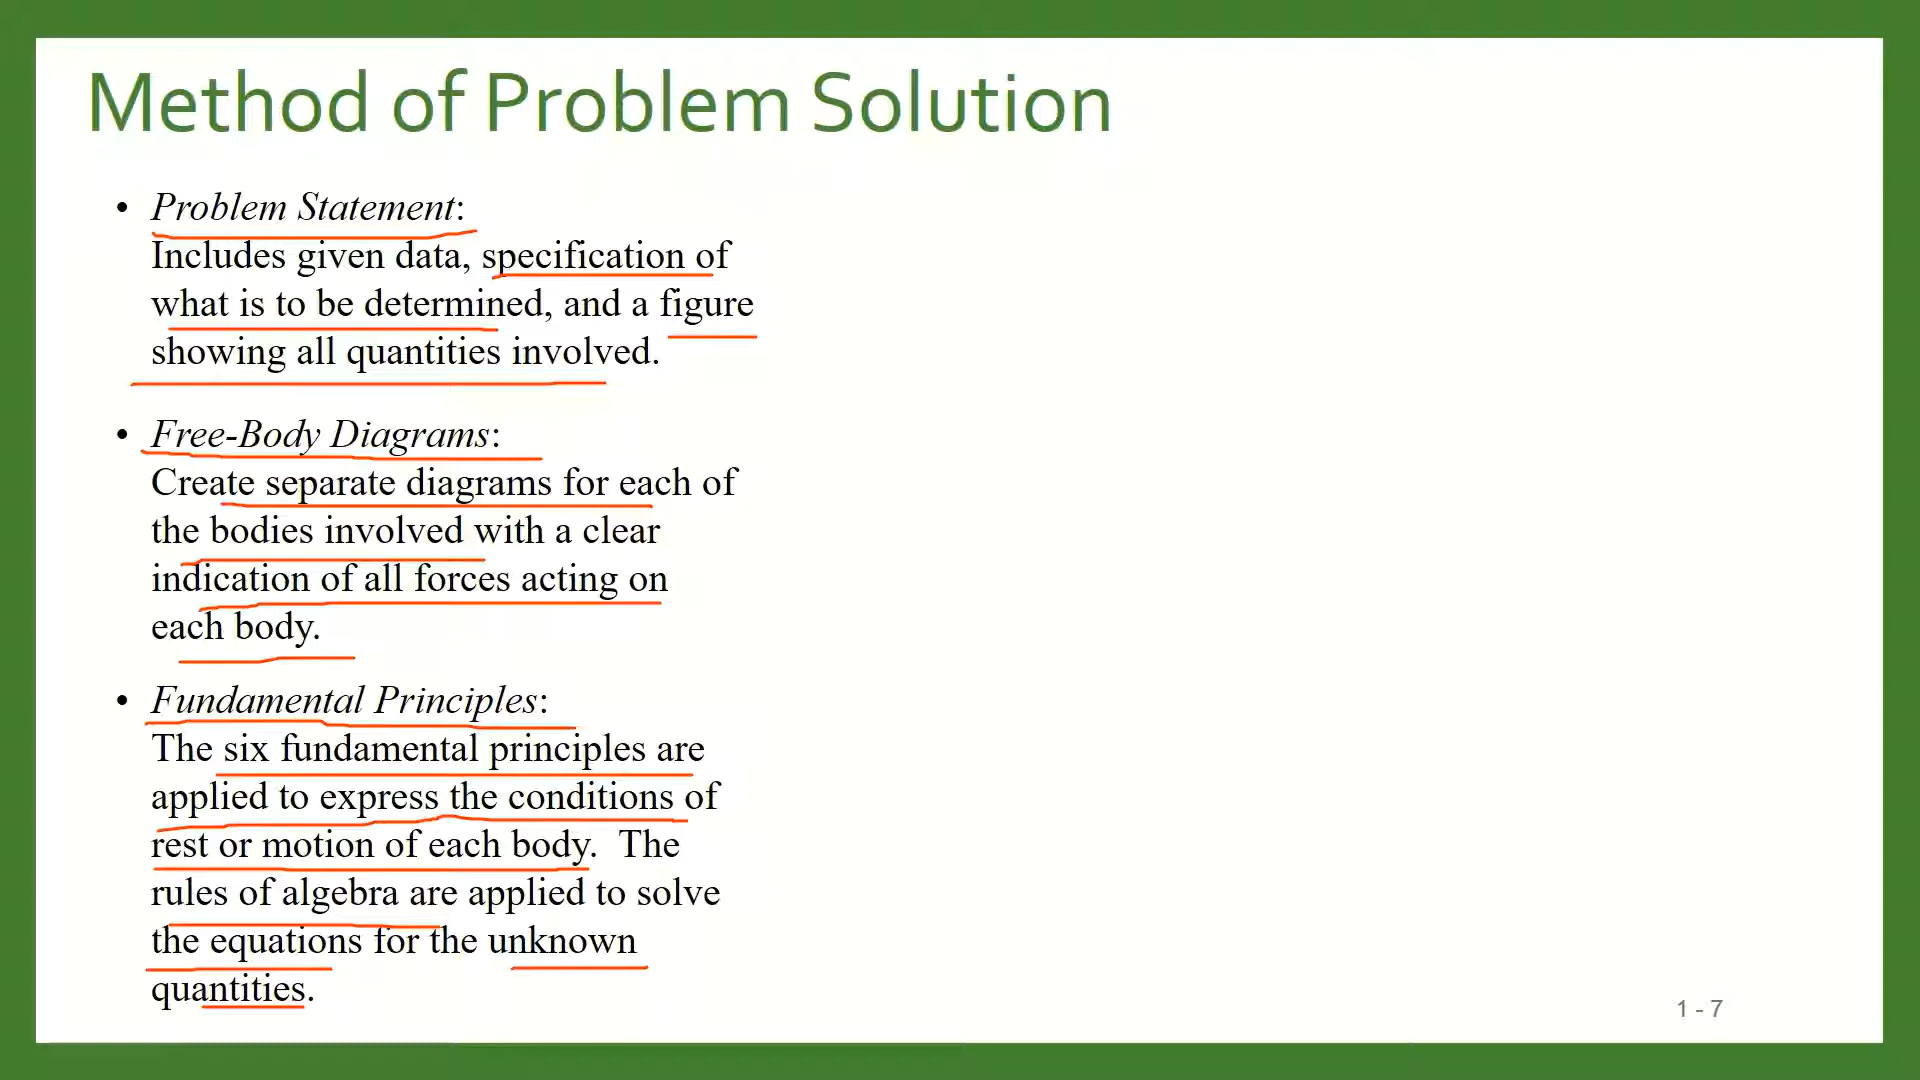 Method of Problem Solution
• Problem Statement:
Includes given data, specification of
what is to be determined, and a figure
showing all quantities involved.
• Free-Body Diagrams:
Create separate diagrams for each of
the bodies involved with a clear
indication of all forces acting on
each body.
• Fundamental Principles:
The six fundamental principles are
applied to express the conditions of
rest or motion of each body.  The
rules of algebra are applied to solve
the equations for the unknown
quantities.
1 - 7